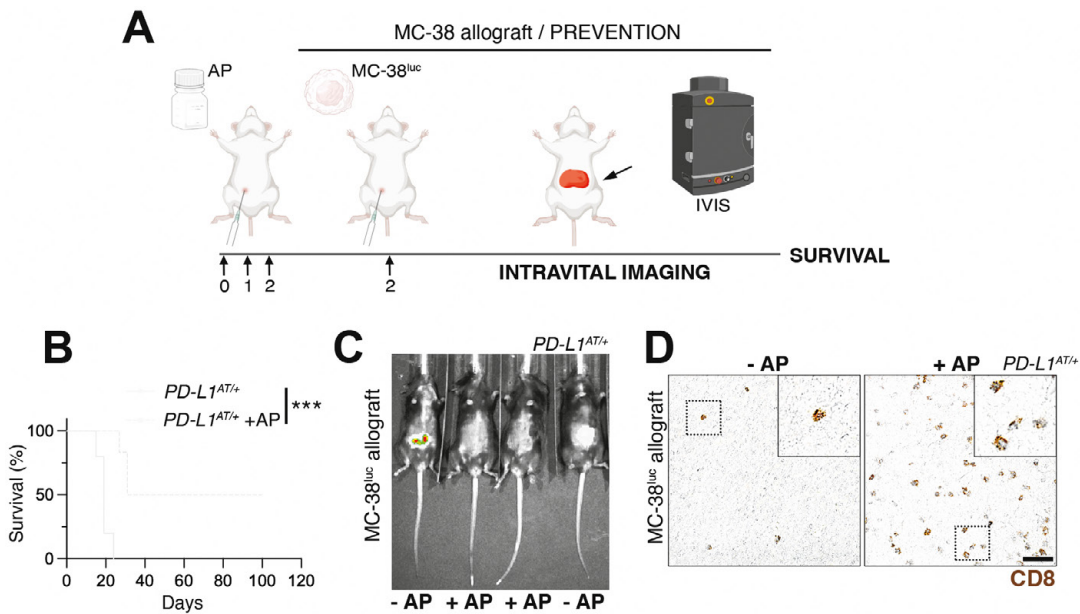 A
MC-38 allograft / PREVENTION
AP
MC-38luc
IVIS
SURVIVAL
INTRAVITAL IMAGING
0 1 2 2
B
PD-L1AT/+
PD-L1AT/+ +AP
***
Survival (%)
100
50
0
0 20 40 60 80 100 120
Days
C
PD-L1AT/+
MC-38luc allograft
- AP + AP + AP - AP
D
- AP + AP PD-L1AT/+
MC-38luc allograft
CD8